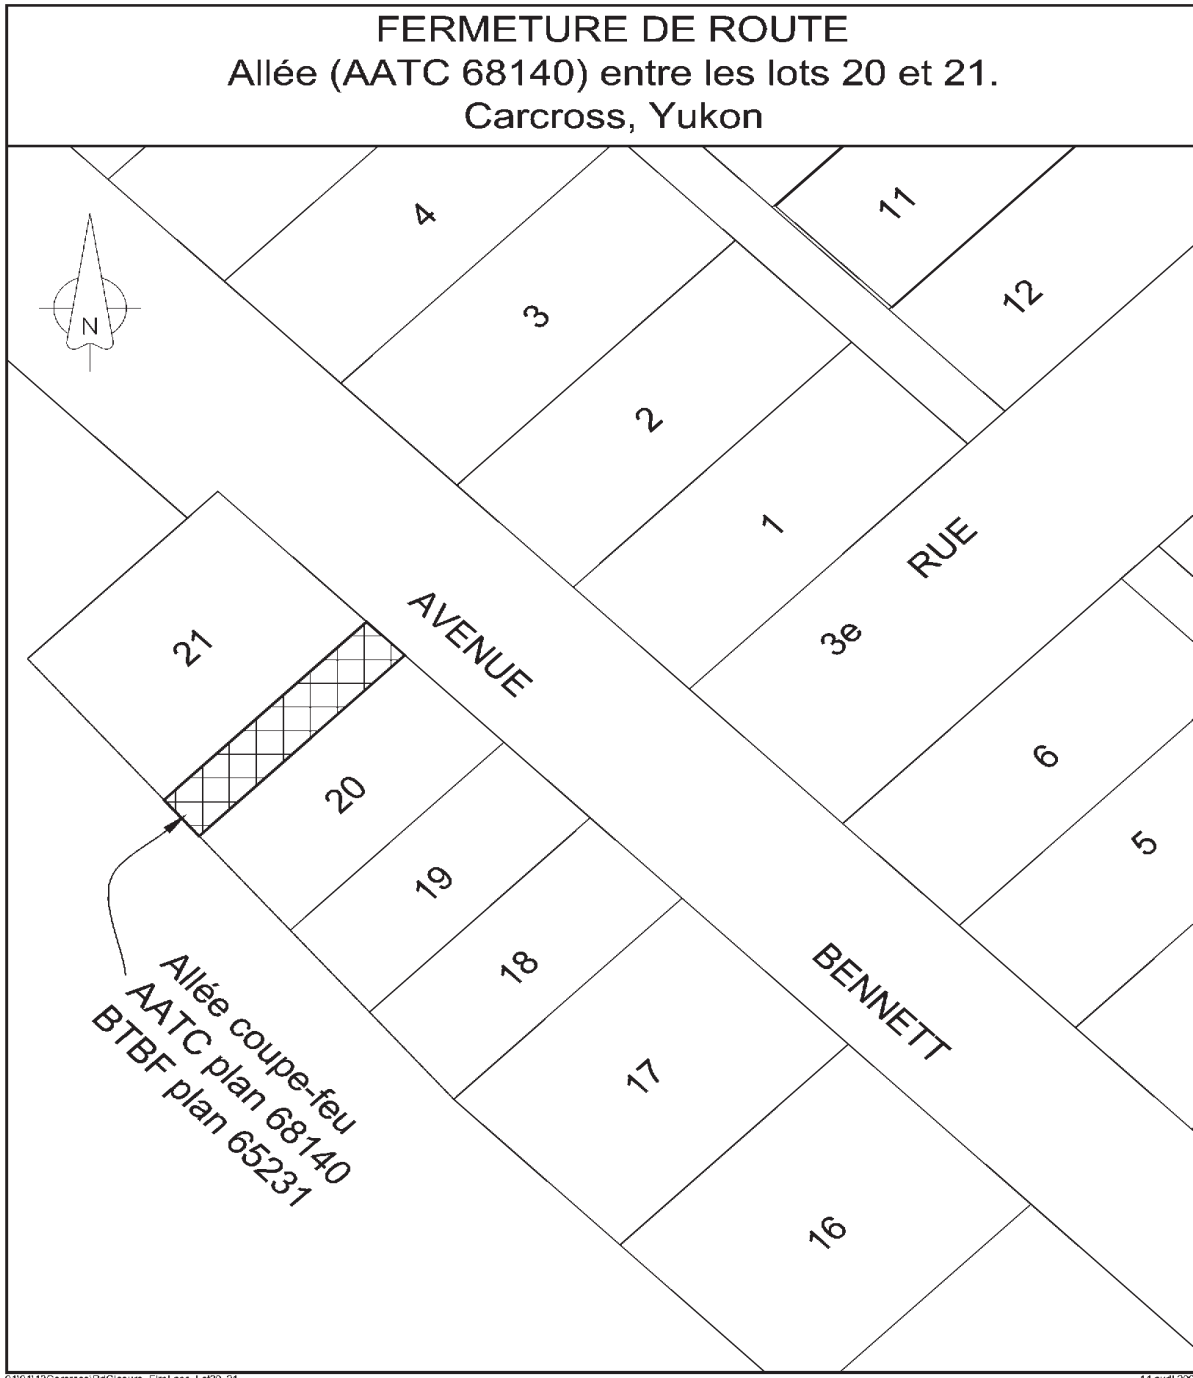 FERMETURE DE ROUTE
Allée (AATC 68140) entre les lots 20 et 21.
Carcross, Yukon
N
4
3
2
1
11
12
RUE
3e
AVENUE
BENNETT
21
20
19
18
17
16
6
5
Allée coupe-feu
AATC plan 68140
BTBF plan 65231